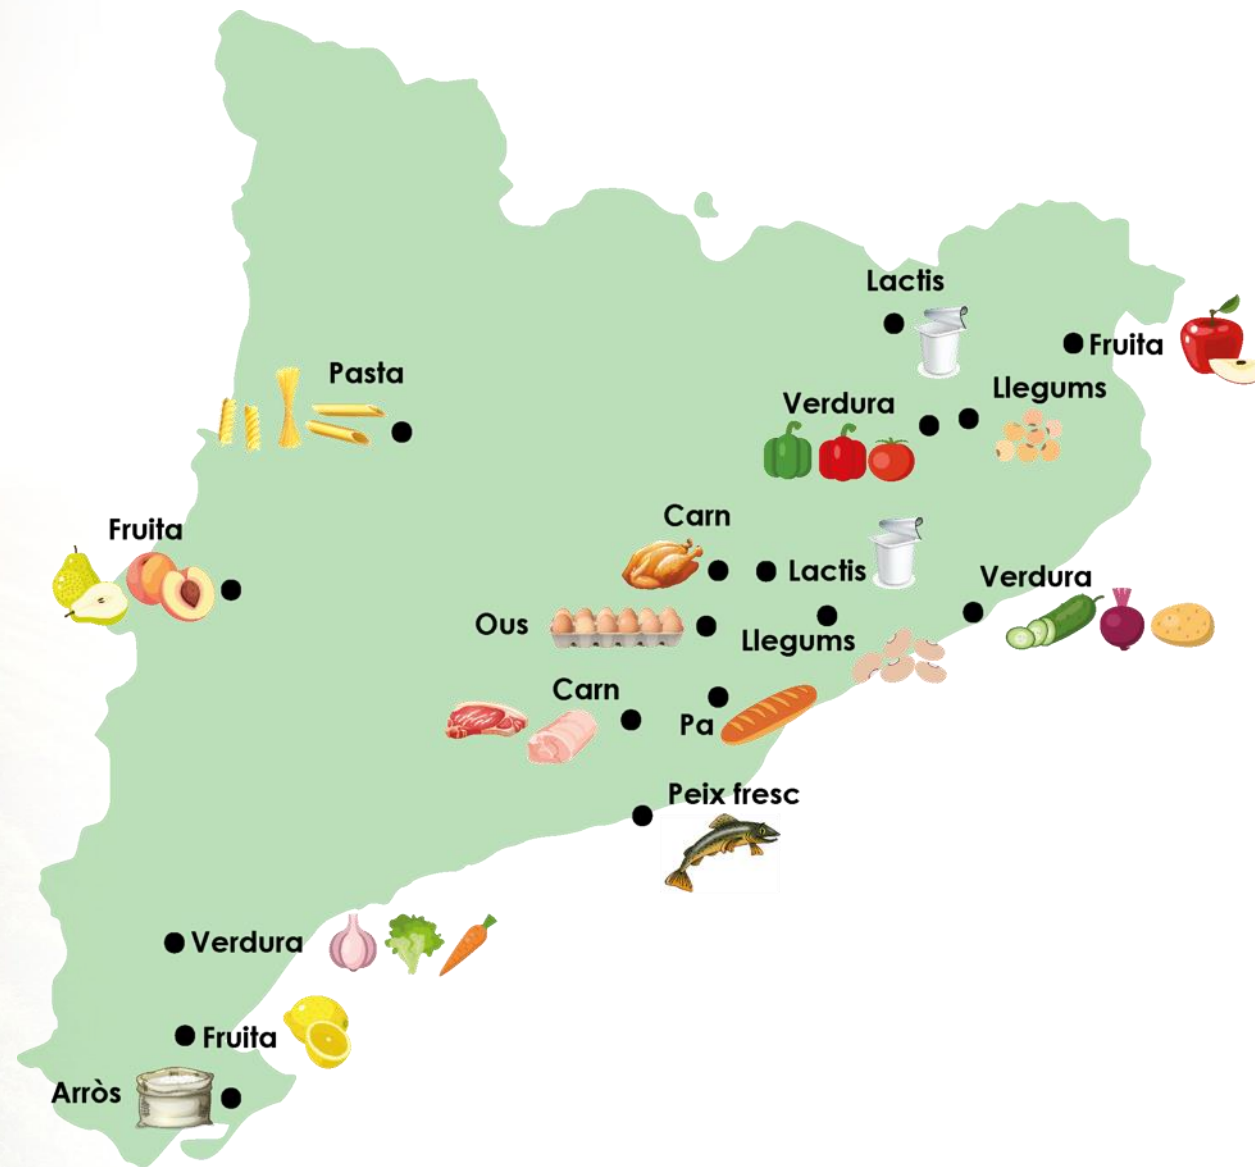 Lactis
Fruita
Pasta
Llegums
Verdura
Carn
Fruita
Lactis
Verdura
Ous
Llegums
Carn
Pa
Peix fresc
Verdura
Fruita
Arròs